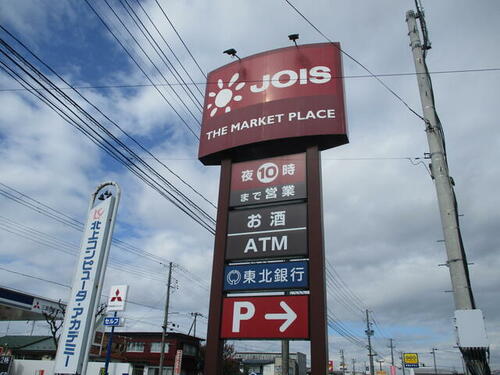 JOIS
THE MARKET PLACE
夜10時
まで営業
お酒
ATM
東北銀行
P→
北上コンピュータ・アカデミー